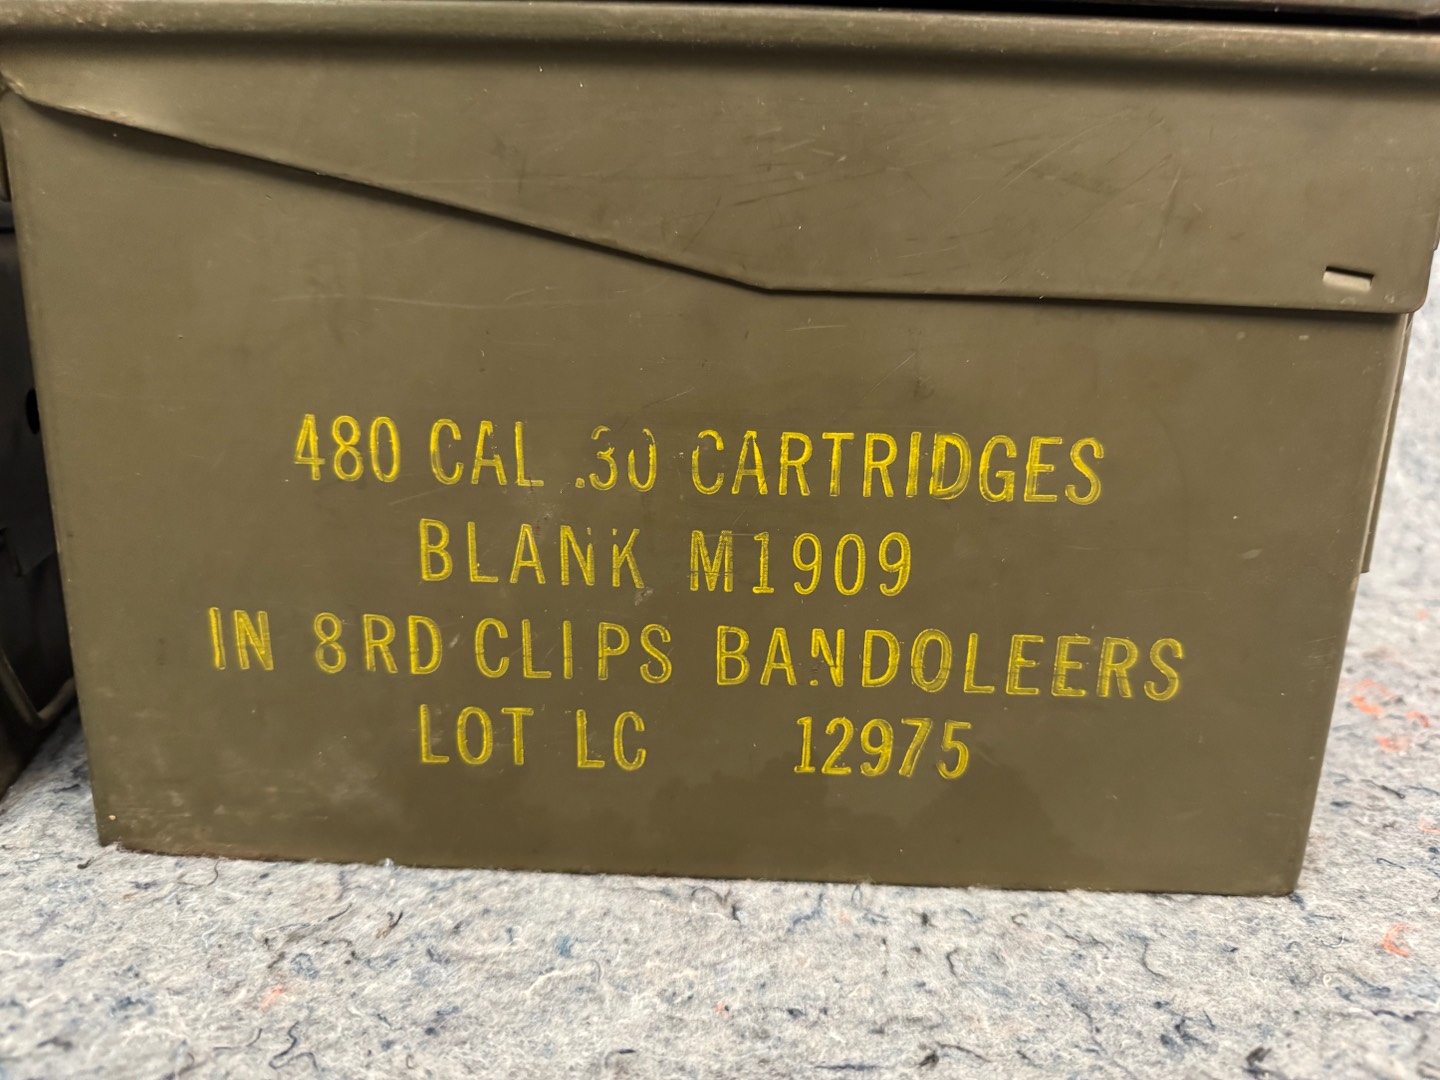 480 CAL .30 CARTRIDGES
BLANK M1909
IN 8RD CLIPS BANDOLEERS
LOT LC 12975